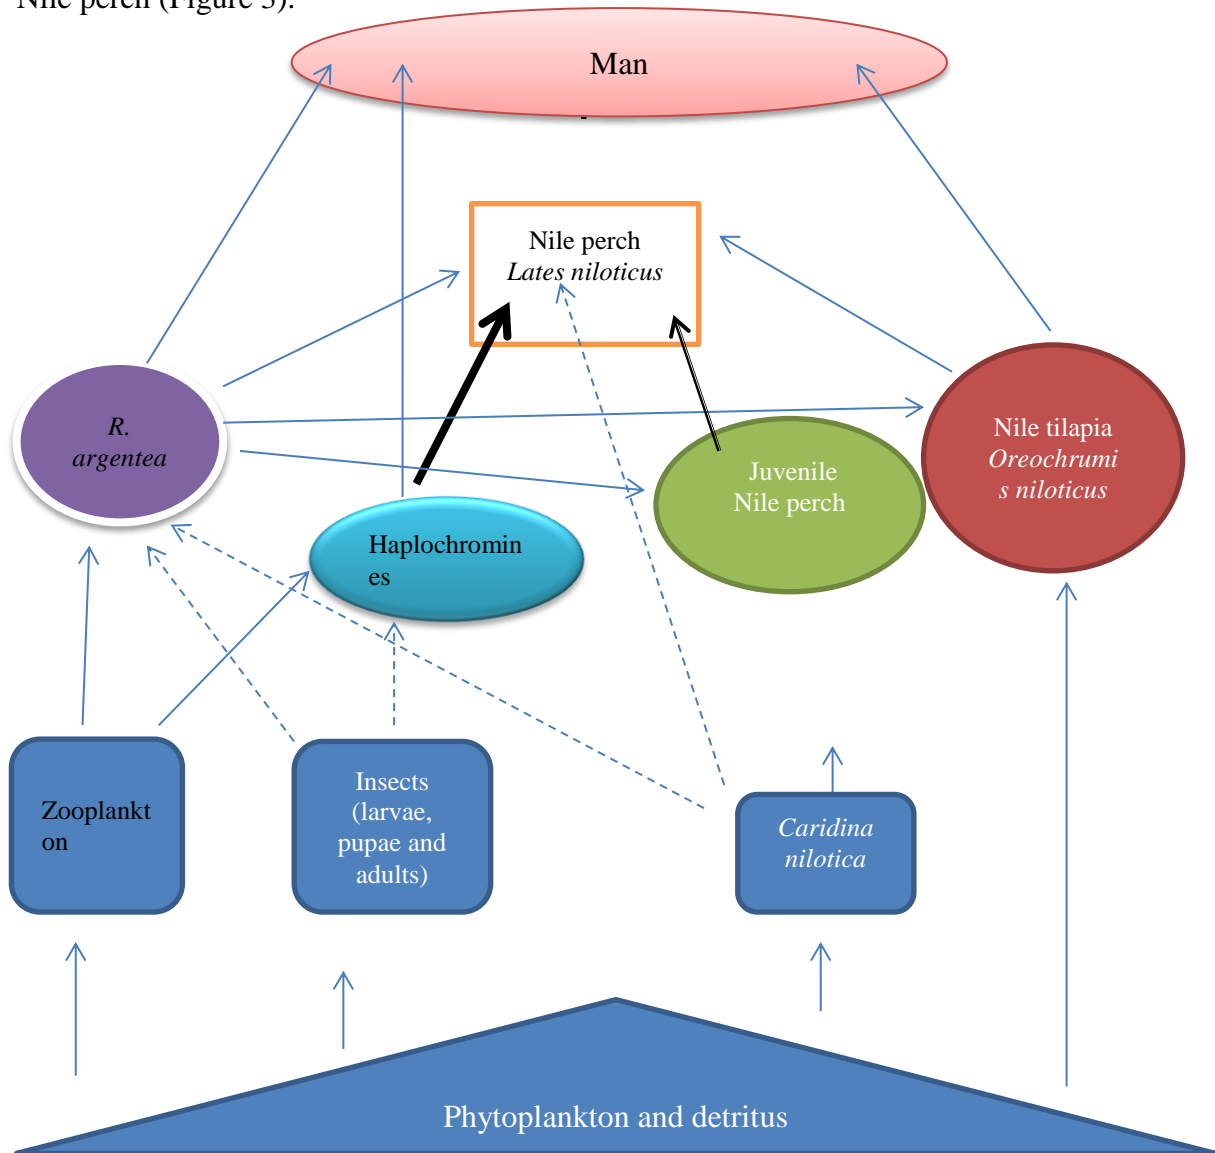 Nile perch (Figure 3).
Man
Nile perch
Lates niloticus
R.
argentea
Nile tilapia
Oreochrumi
s niloticus
Juvenile
Nile perch
Haplochromin
es
Zooplankt
on
Insects
(larvae,
pupae and
adults)
Caridina
nilotica
Phytoplankton and detritus